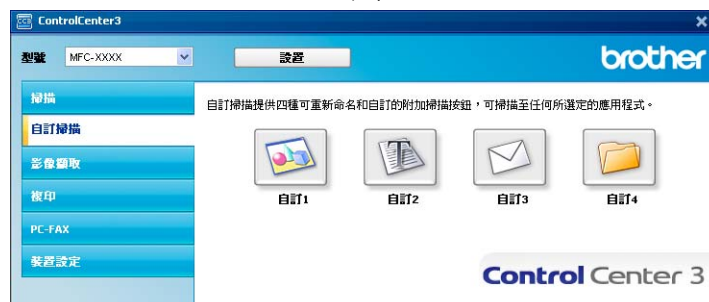 ControlCenter3
型號 MFC-XXXX 設置 brother
掃描
自訂掃描
影像擷取
複印
PC-FAX
裝置設定
自訂掃描提供四種可重新命名和自訂的附加掃描按鈕，可掃描至任何所選定的應用程式。
自訂1 自訂2 自訂3 自訂4
Control Center 3